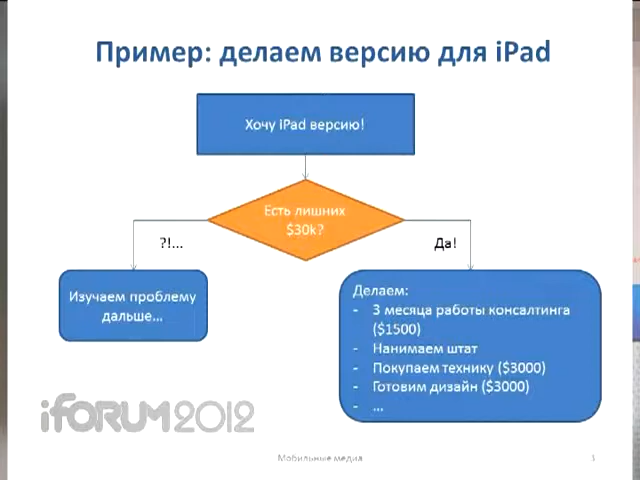 Пример: делаем версию для iPad
Хочу iPad версию!
Есть лишних
$30k?
?!...
Да!
Изучаем проблему
дальше...
Делаем:
- 3 месяца работы консалтинга
($1500)
- Нанимаем штат
- Покупаем технику ($3000)
- Готовим дизайн ($3000)
- ...
iFORUM2012
Мобильные медиа